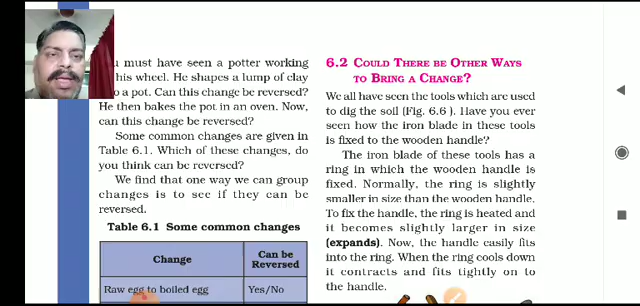 must have seen a potter working
his wheel. He shapes a lump of clay
a pot. Can this change be reversed?
He then bakes the pot in an oven. Now,
can this change be reversed?
Some common changes are given in
Table 6.1. Which of these changes, do
you think can be reversed?
We find that one way we can group
changes is to see if they can be
reversed.
Table 6.1 Some common changes
Change
Can be
Reversed
Raw egg to boiled egg
Yes/No
6.2 COULD THERE BE OTHER WAYS
TO BRING A CHANGE?
We all have seen the tools which are used
to dig the soil (Fig. 6.6). Have you ever
seen how the iron blade in these tools
is fixed to the wooden handle?
The iron blade of these tools has a
ring in which the wooden handle is
fixed. Normally, the ring is slightly
smaller in size than the wooden handle.
To fix the handle, the ring is heated and
it becomes slightly larger in size
(expands). Now, the handle easily fits
into the ring. When the ring cools down
it contracts and fits tightly on to
the handle.